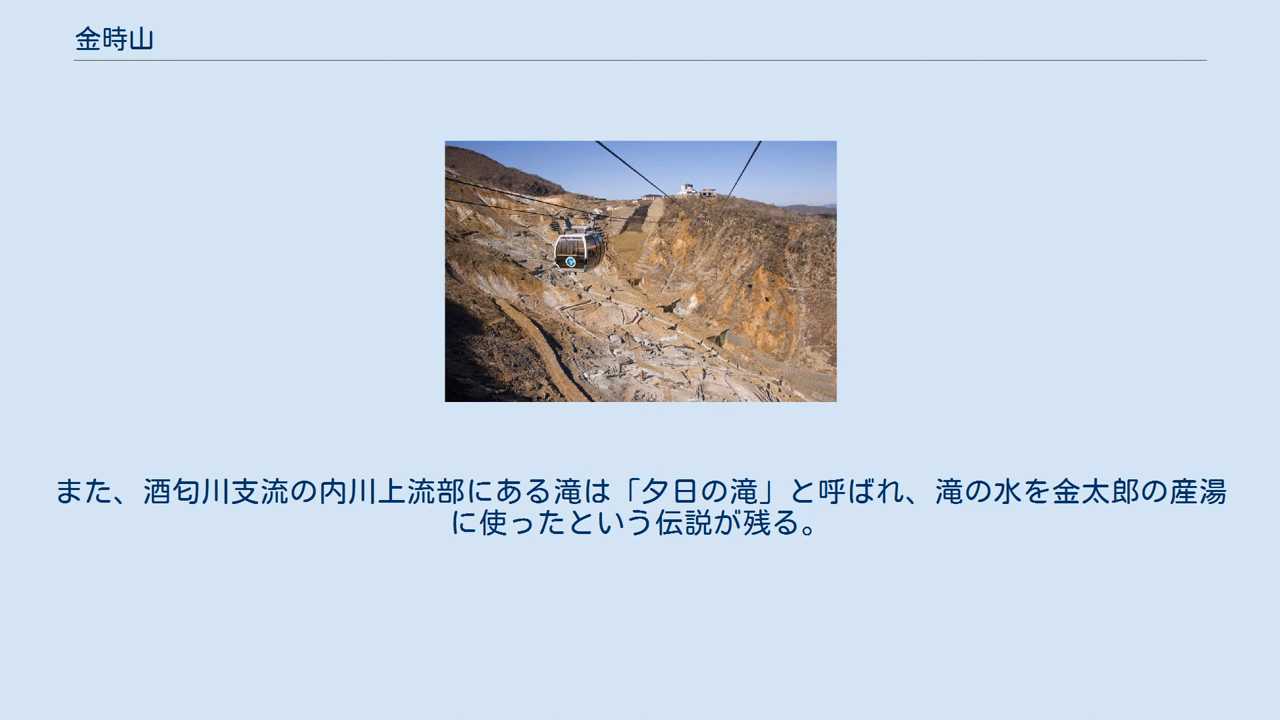 金時山
また、酒匂川支流の内川上流部にある滝は「夕日の滝」と呼ばれ、滝の水を金太郎の産湯
に使ったという伝説が残る。